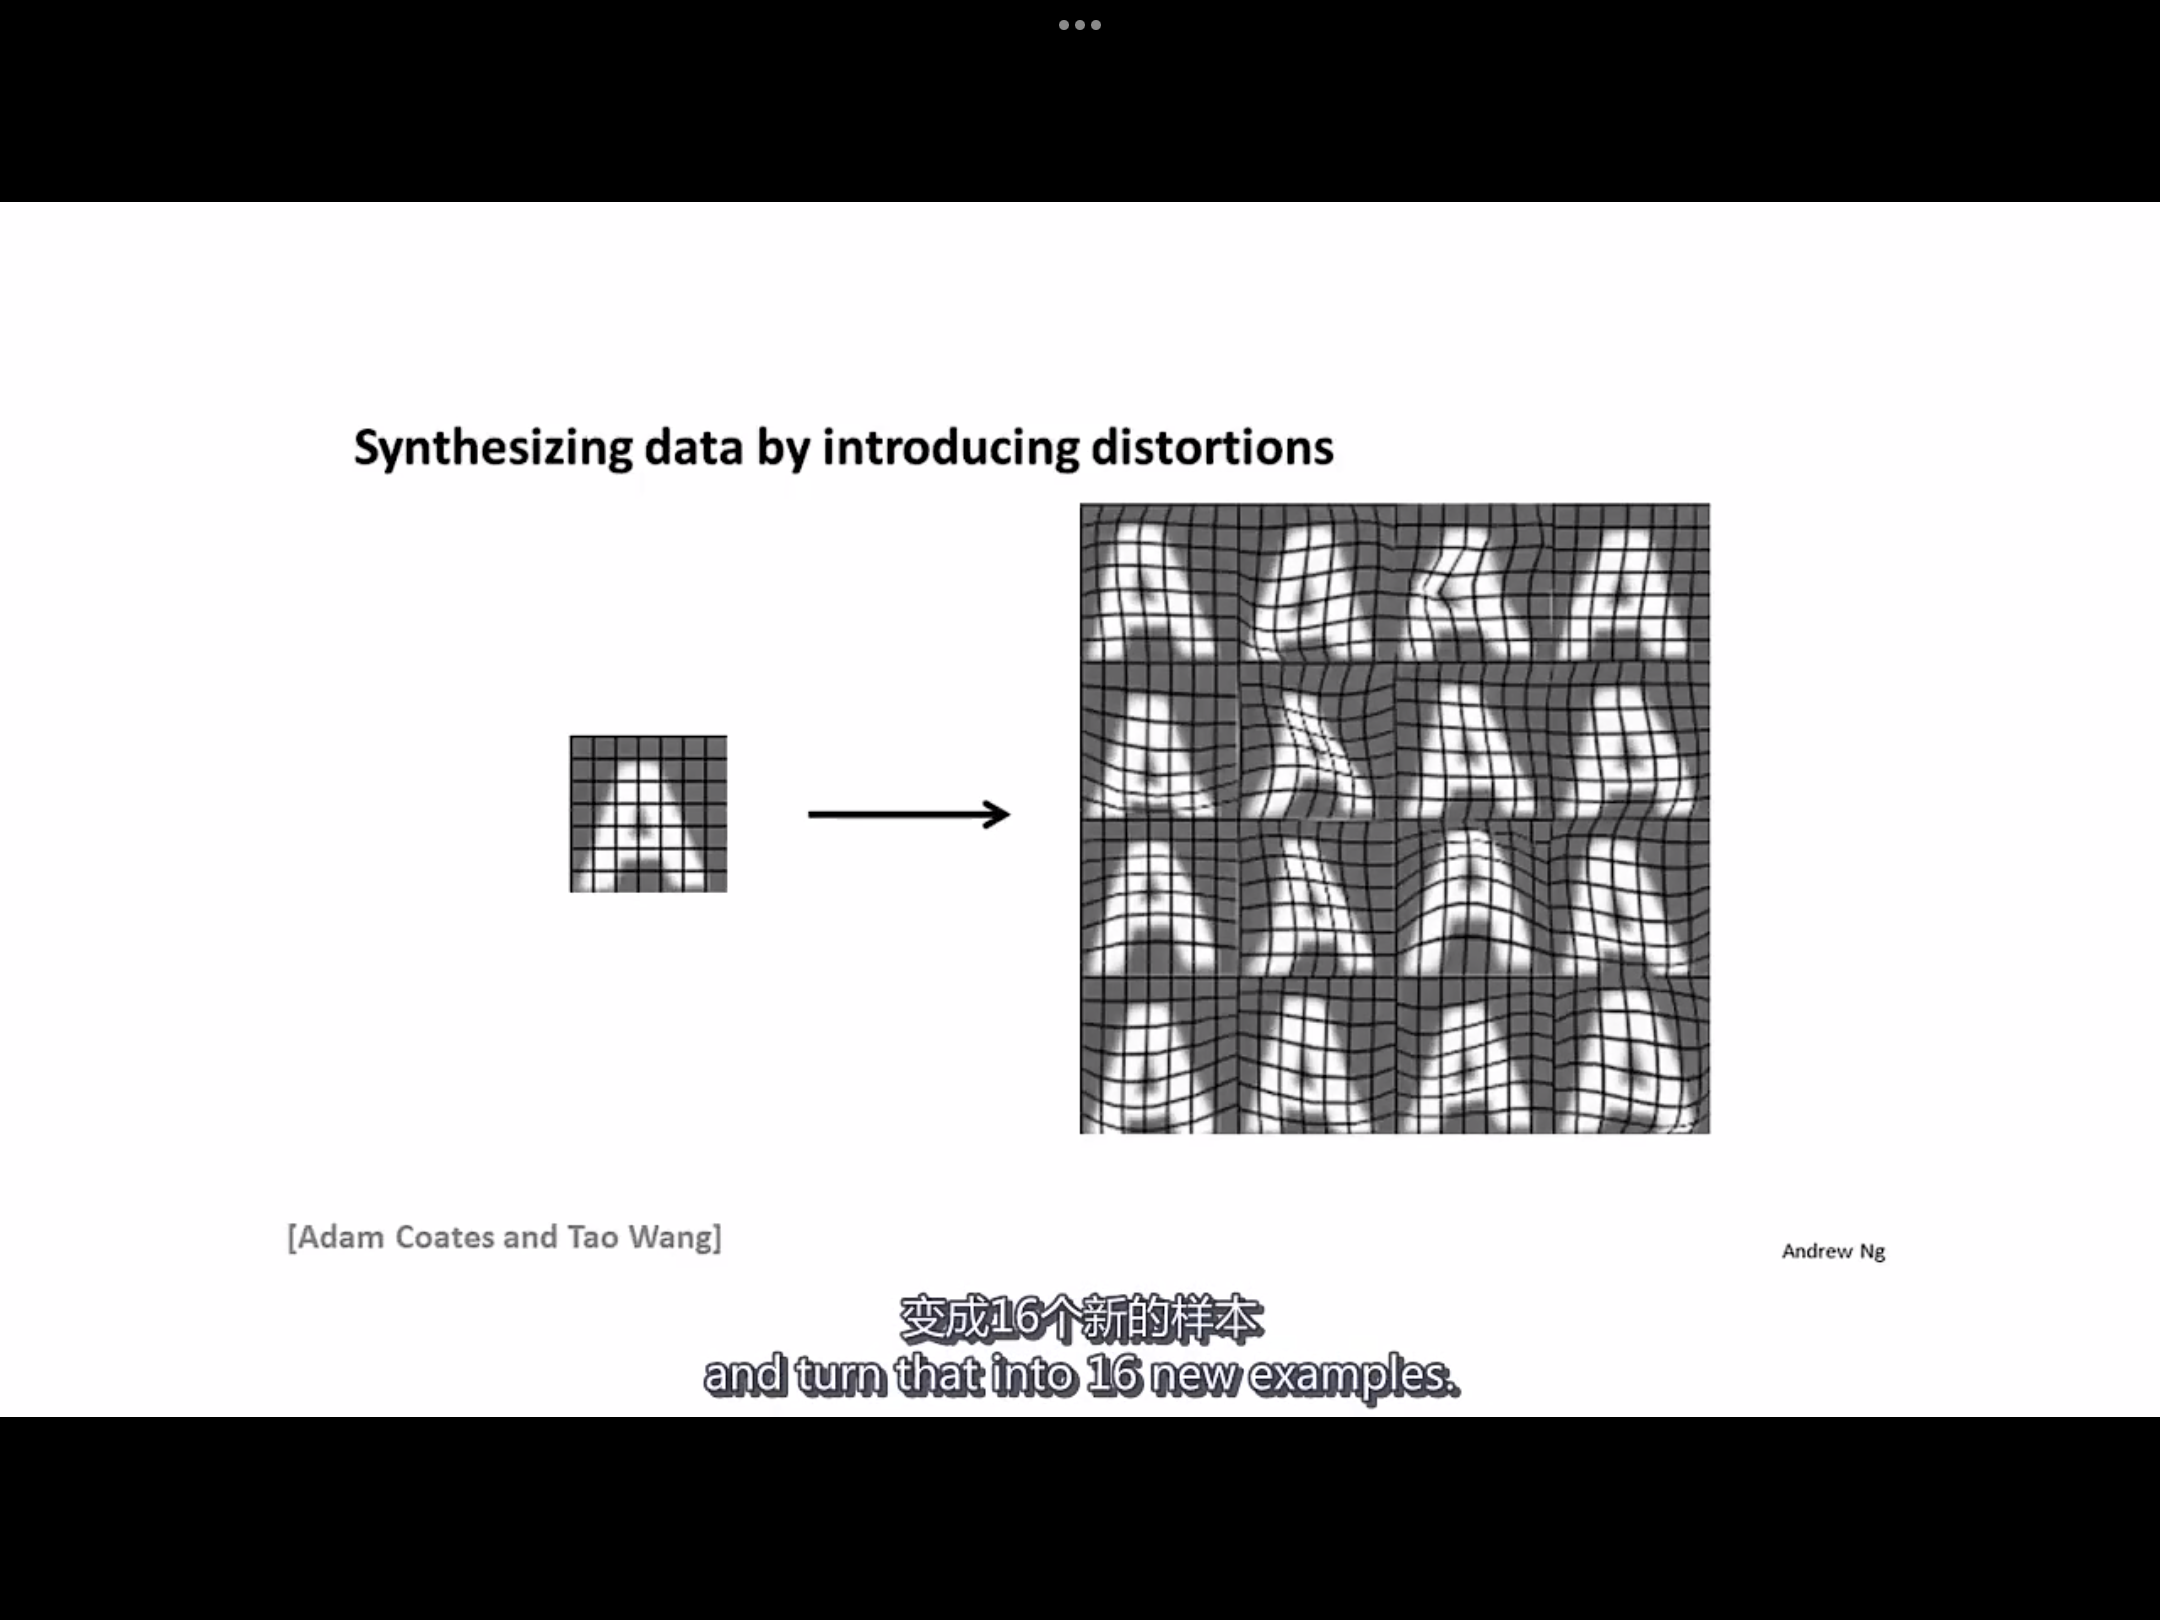 Synthesizing data by introducing distortions
[Adam Coates and Tao Wang]
Andrew Ng
变成16个新的样本
and turn that into 16 new examples.